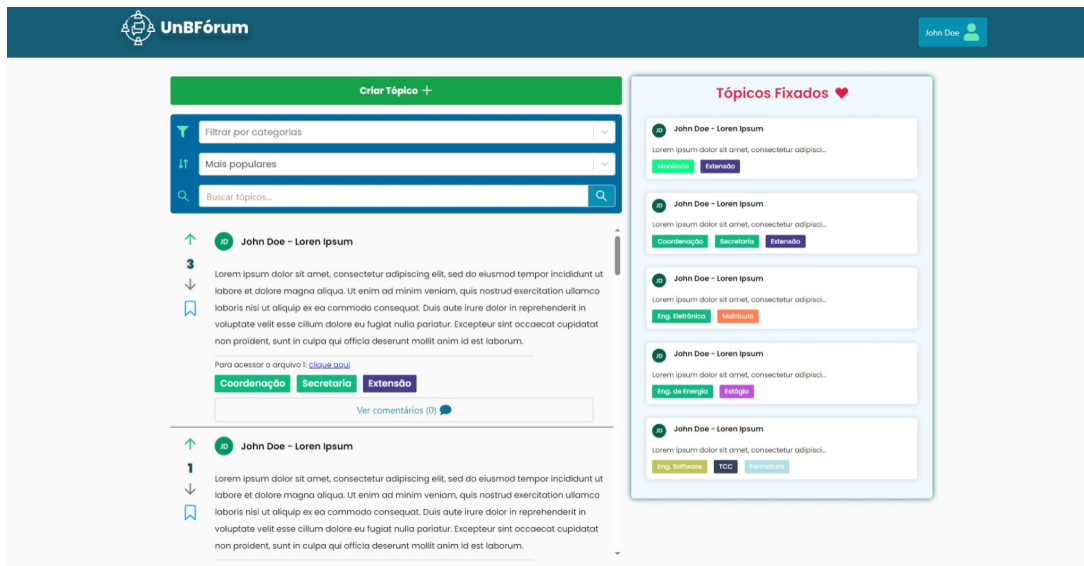 UnBFórum
John Doe
Criar Tópico
Filtrar por categorias
Mais populares
Buscar tópicos...
JD John Doe - Loren Ipsum
3
Lorem ipsum dolor sit amet, consectetur adipiscing elit, sed do eiusmod tempor incididunt ut
labore et dolore magna aliqua. Ut enim ad minim veniam, quis nostrud exercitation ullamco
laboris nisi ut aliquip ex ea commodo consequat. Duis aute irure dolor in reprehenderit in
voluptate velit esse cillum dolore eu fugiat nulla pariatur. Excepteur sint occaecat cupidatat
non proident, sunt in culpa qui officia deserunt mollit anim id est laborum.
Para acessar o arquivo 1: clique aqui
Coordenação Secretaria Extensão
Ver comentários (0)
JD John Doe - Loren Ipsum
1
Lorem ipsum dolor sit amet, consectetur adipiscing elit, sed do eiusmod tempor incididunt ut
labore et dolore magna aliqua. Ut enim ad minim veniam, quis nostrud exercitation ullamco
laboris nisi ut aliquip ex ea commodo consequat. Duis aute irure dolor in reprehenderit in
voluptate velit esse cillum dolore eu fugiat nulla pariatur. Excepteur sint occaecat cupidatat
non proident, sunt in culpa qui officia deserunt mollit anim id est laborum.
Tópicos Fixados
JD John Doe - Loren Ipsum
Lorem ipsum dolor sit amet, consectetur adipisci...
Monitoria Extensão
JD John Doe - Loren Ipsum
Lorem ipsum dolor sit amet, consectetur adipisci...
Coordenação Secretaria Extensão
JD John Doe - Loren Ipsum
Lorem ipsum dolor sit amet, consectetur adipisci...
Eng. Eletrônica Matrícula
JD John Doe - Loren Ipsum
Lorem ipsum dolor sit amet, consectetur adipisci...
Eng. de Energia Estágio
JD John Doe - Loren Ipsum
Lorem ipsum dolor sit amet, consectetur adipisci...
Eng. Software TCC Formatura